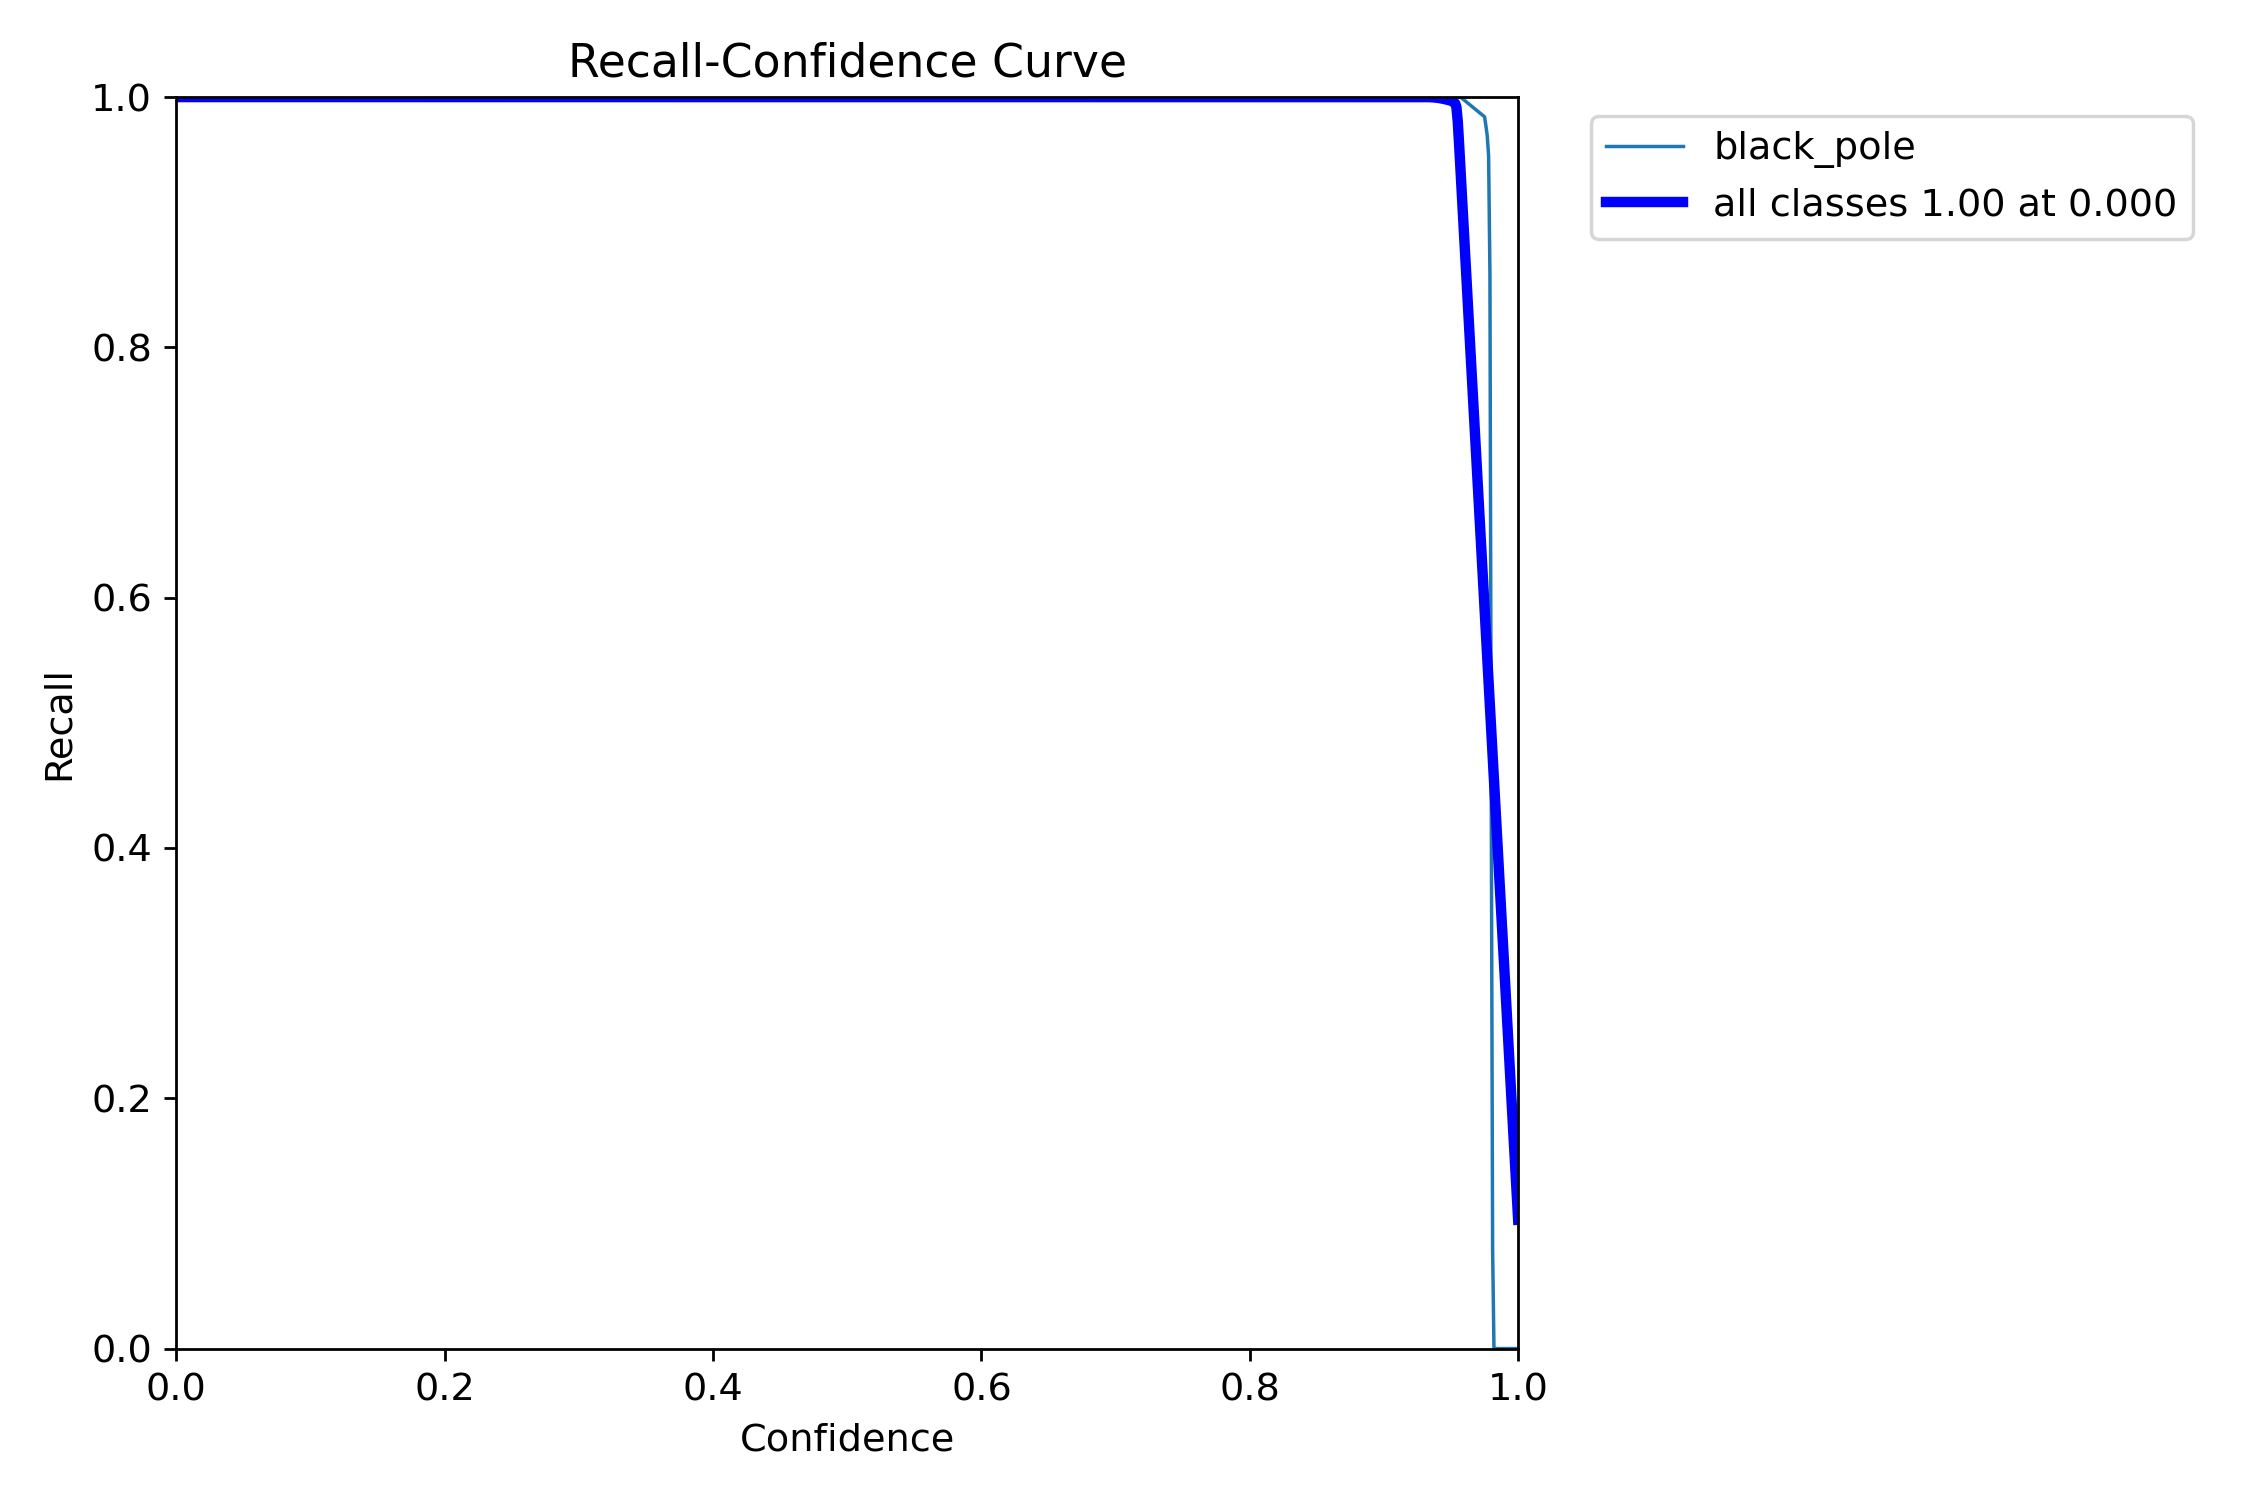 Recall-Confidence Curve
1.0
0.8
0.6
0.4
0.2
0.0
Recall
0.0 0.2 0.4 0.6 0.8 1.0
Confidence
black_pole
all classes 1.00 at 0.000